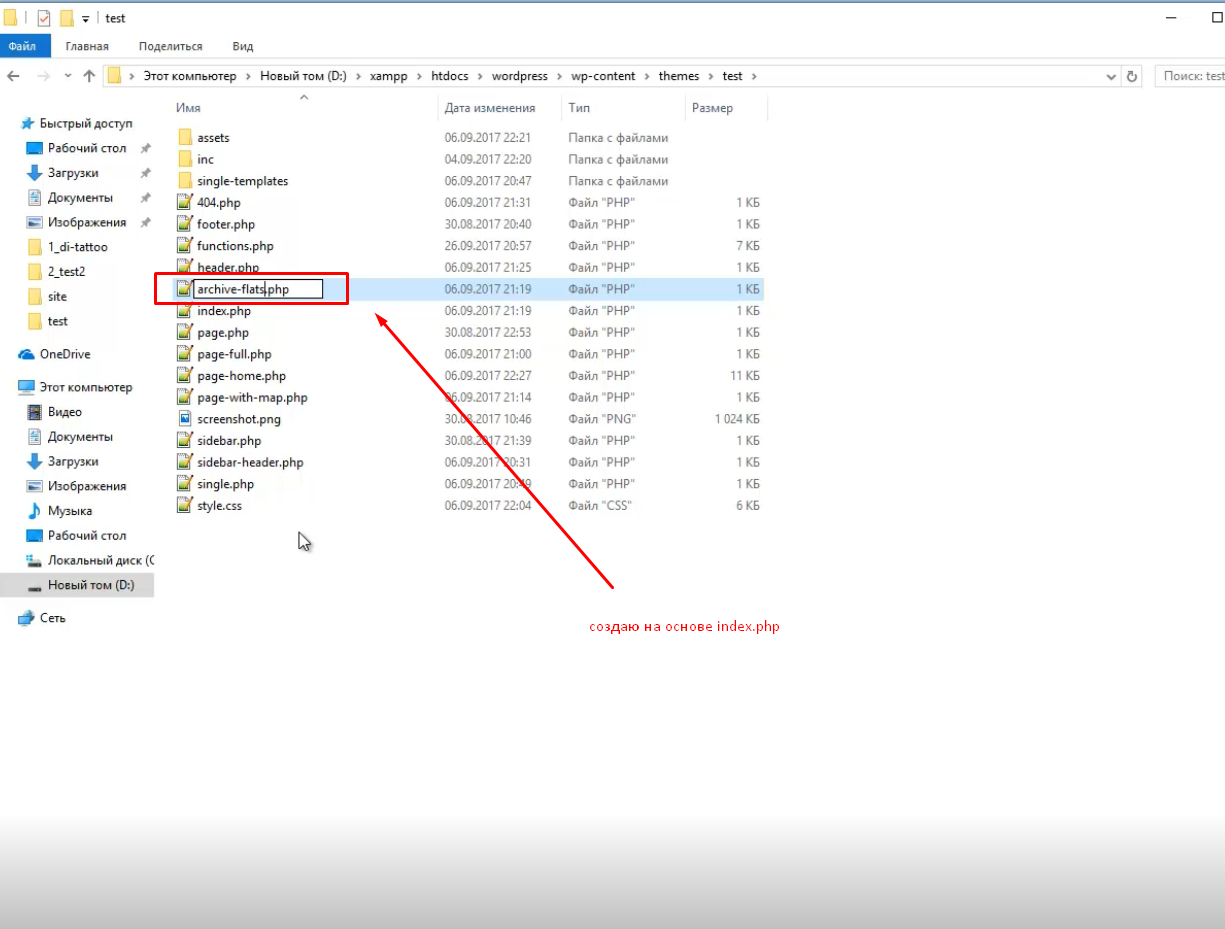 test
Файл Главная Поделиться Вид
Этот компьютер Новый том (D:) xampp htdocs wordpress wp-content themes test Поиск: test
Имя Дата изменения Тип Размер
Быстрый доступ
Рабочий стол
Загрузки
Документы
Изображения
1_di-tattoo
2_test2
site
test
OneDrive
Этот компьютер
Видео
Документы
Загрузки
Изображения
Музыка
Рабочий стол
Локальный диск (C
Новый том (D:)
Сеть
assets 06.09.2017 22:21 Папка с файлами
inc 04.09.2017 22:20 Папка с файлами
single-templates 06.09.2017 20:47 Папка с файлами
404.php 06.09.2017 21:31 Файл "PHP" 1 КБ
footer.php 30.08.2017 20:40 Файл "PHP" 1 КБ
functions.php 26.09.2017 20:57 Файл "PHP" 7 КБ
header.php 06.09.2017 21:25 Файл "PHP" 1 КБ
archive-flats.php 06.09.2017 21:19 Файл "PHP" 1 КБ
index.php 06.09.2017 21:19 Файл "PHP" 1 КБ
page.php 30.08.2017 22:53 Файл "PHP" 1 КБ
page-full.php 06.09.2017 21:00 Файл "PHP" 1 КБ
page-home.php 06.09.2017 22:27 Файл "PHP" 11 КБ
page-with-map.php 06.09.2017 21:14 Файл "PHP" 1 КБ
screenshot.png 30.08.2017 10:46 Файл "PNG" 1 024 КБ
sidebar.php 30.08.2017 21:39 Файл "PHP" 1 КБ
sidebar-header.php 06.09.2017 20:31 Файл "PHP" 1 КБ
single.php 06.09.2017 20:49 Файл "PHP" 1 КБ
style.css 06.09.2017 22:04 Файл "CSS" 6 КБ
создаю на основе index.php